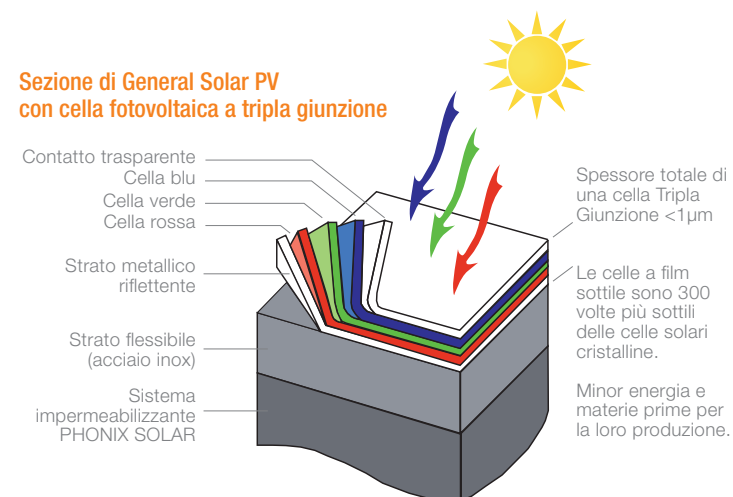 Sezione di General Solar PV
con cella fotovoltaica a tripla giunzione
Contatto trasparente
Cella blu
Cella verde
Cella rossa
Strato metallico
riflettente
Strato flessibile
(acciaio inox)
Sistema
impermeabilizzante
PHONIX SOLAR
Spessore totale di
una cella Tripla
Giunzione <1µm
Le celle a film
sottile sono 300
volte più sottili
delle celle solari
cristalline.
Minor energia e
materie prime per
la loro produzione.